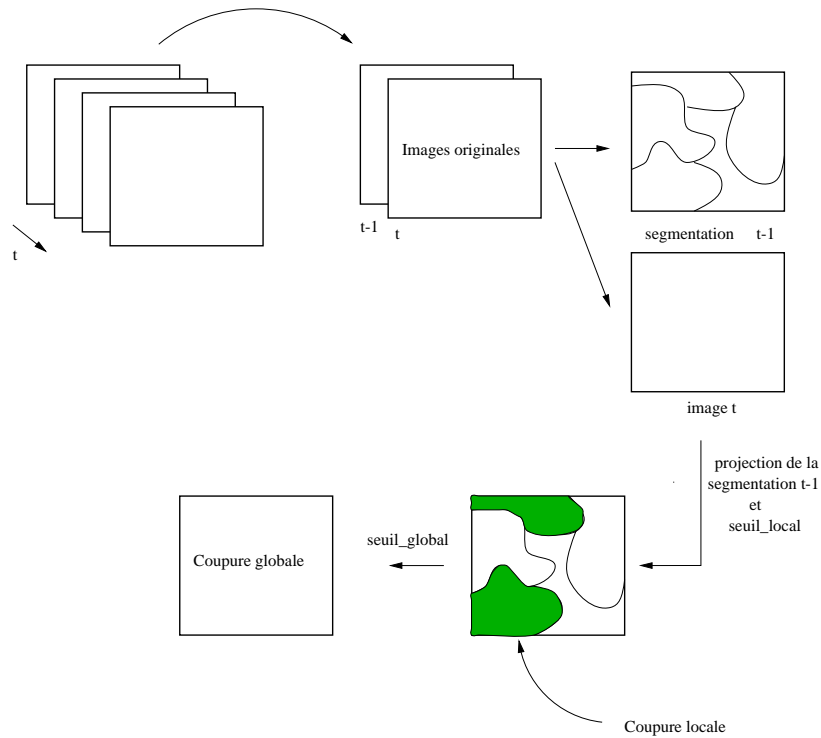 Images originales
t-1
t
t
segmentation t-1
image t
projection de la
segmentation t-1
et
seuil_local
seuil_global
Coupure globale
Coupure locale